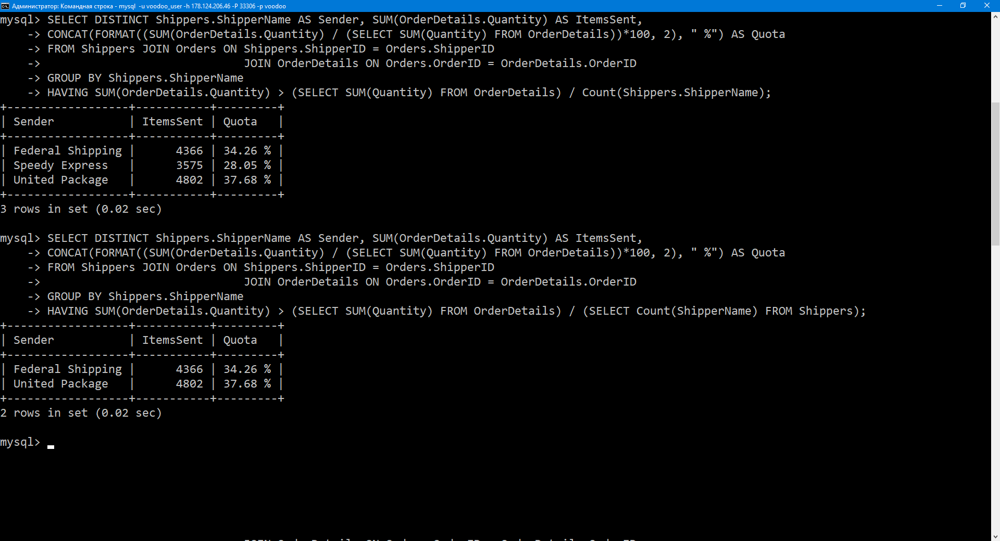 Администратор: Командная строка - mysql  -u voodoo_user -h 178.124.206.46 -P 33306 -p voodoo
mysql> SELECT DISTINCT Shippers.ShipperName AS Sender, SUM(OrderDetails.Quantity) AS ItemsSent,
    -> CONCAT(FORMAT((SUM(OrderDetails.Quantity) / (SELECT SUM(Quantity) FROM OrderDetails))*100, 2), " %") AS Quota
    -> FROM Shippers JOIN Orders ON Shippers.ShipperID = Orders.ShipperID
    ->                              JOIN OrderDetails ON Orders.OrderID = OrderDetails.OrderID
    -> GROUP BY Shippers.ShipperName
    -> HAVING SUM(OrderDetails.Quantity) > (SELECT SUM(Quantity) FROM OrderDetails) / Count(Shippers.ShipperName);
+------------------+-----------+---------+
| Sender           | ItemsSent | Quota   |
+------------------+-----------+---------+
| Federal Shipping |      4366 | 34.26 % |
| Speedy Express   |      3575 | 28.05 % |
| United Package   |      4802 | 37.68 % |
+------------------+-----------+---------+
3 rows in set (0.02 sec)

mysql> SELECT DISTINCT Shippers.ShipperName AS Sender, SUM(OrderDetails.Quantity) AS ItemsSent,
    -> CONCAT(FORMAT((SUM(OrderDetails.Quantity) / (SELECT SUM(Quantity) FROM OrderDetails))*100, 2), " %") AS Quota
    -> FROM Shippers JOIN Orders ON Shippers.ShipperID = Orders.ShipperID
    ->                              JOIN OrderDetails ON Orders.OrderID = OrderDetails.OrderID
    -> GROUP BY Shippers.ShipperName
    -> HAVING SUM(OrderDetails.Quantity) > (SELECT SUM(Quantity) FROM OrderDetails) / (SELECT Count(ShipperName) FROM Shippers);
+------------------+-----------+---------+
| Sender           | ItemsSent | Quota   |
+------------------+-----------+---------+
| Federal Shipping |      4366 | 34.26 % |
| United Package   |      4802 | 37.68 % |
+------------------+-----------+---------+
2 rows in set (0.02 sec)

mysql>